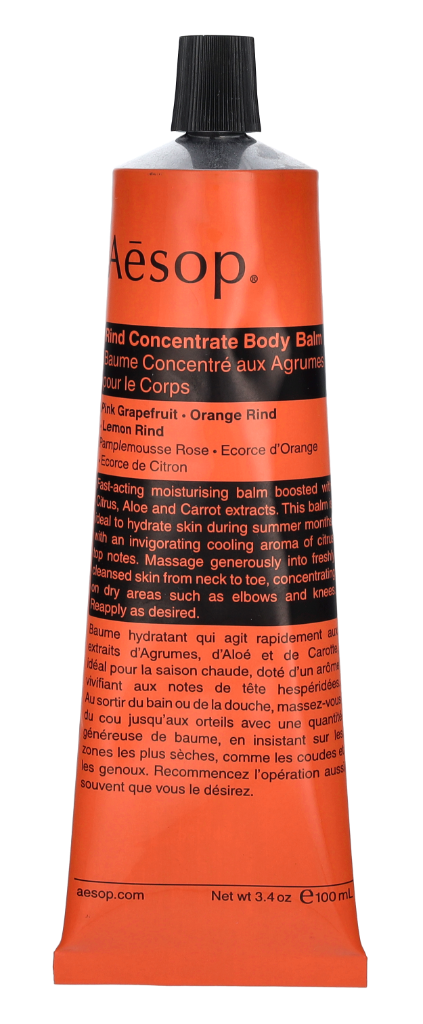 Aēsop®
Rind Concentrate Body Balm
Baume Concentré aux Agrumes
pour le Corps
Pink Grapefruit • Orange Rind
• Lemon Rind
Pamplemousse Rose • Ecorce d'Orange
• Ecorce de Citron
Fast-acting moisturising balm boosted with
Citrus, Aloe and Carrot extracts. This balm is
ideal to hydrate skin during summer months
with an invigorating cooling aroma of citrus
top notes. Massage generously into freshly
cleansed skin from neck to toe, concentrating
on dry areas such as elbows and knees.
Reapply as desired.
Baume hydratant qui agit rapidement aux
extraits d'Agrumes, d'Aloé et de Carotte,
idéal pour la saison chaude, doté d'un arôme
vivifiant aux notes de tête hespéridées.
Au sortir du bain ou de la douche, massez-vous
du cou jusqu'aux orteils avec une quantité
généreuse de baume, en insistant sur les
zones les plus sèches, comme les coudes et
les genoux. Recommencez l'opération aussi
souvent que vous le désirez.
aesop.com Net wt 3.4 oz ℮ 100 mL